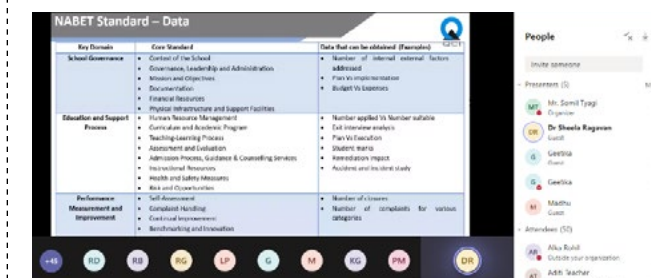 NABET Standard – Data
QCI
Key Domain
Core Standard
Data that can be obtained (Examples)
School Governance
• Context of the School
• Governance, Leadership and Administration
• Mission and Objectives
• Documentation
• Financial Resources
• Physical Infrastructure and Support Facilities
• Number of internal external factors
addressed
• Plan Vs Implementation
• Budget Vs Expenses
Education and Support
Process
• Human Resource Management
• Curriculum and Academic Program
• Teaching-Learning Process
• Assessment and Evaluation
• Admission Process, Guidance & Counselling Services
• Instructional Resources
• Health and Safety Measures
• Risk and Opportunities
• Number applied Vs Number suitable
• Exit interview analysis
• Plan Vs Execution
• Student marks
• Remediation impact
• Accident and Incident study
Performance
Measurement and
Improvement
• Self-Assessment
• Complaint Handling
• Continual Improvement
• Benchmarking and Innovation
• Number of closures
• Number of complaints for various
categories
+45
RD
RB
RG
LP
G
M
KG
PM
DR
People
Invite someone
Presenters (5)
MT
Mr. Somil Tyagi
Organizer
DR
Dr Sheela Ragavan
Guest
G
Geetika
Guest
G
Geetika
M
Madhu
Guest
Attendees (50)
AR
Alka Rohil
Outside your organization
AT
Aditi Teacher